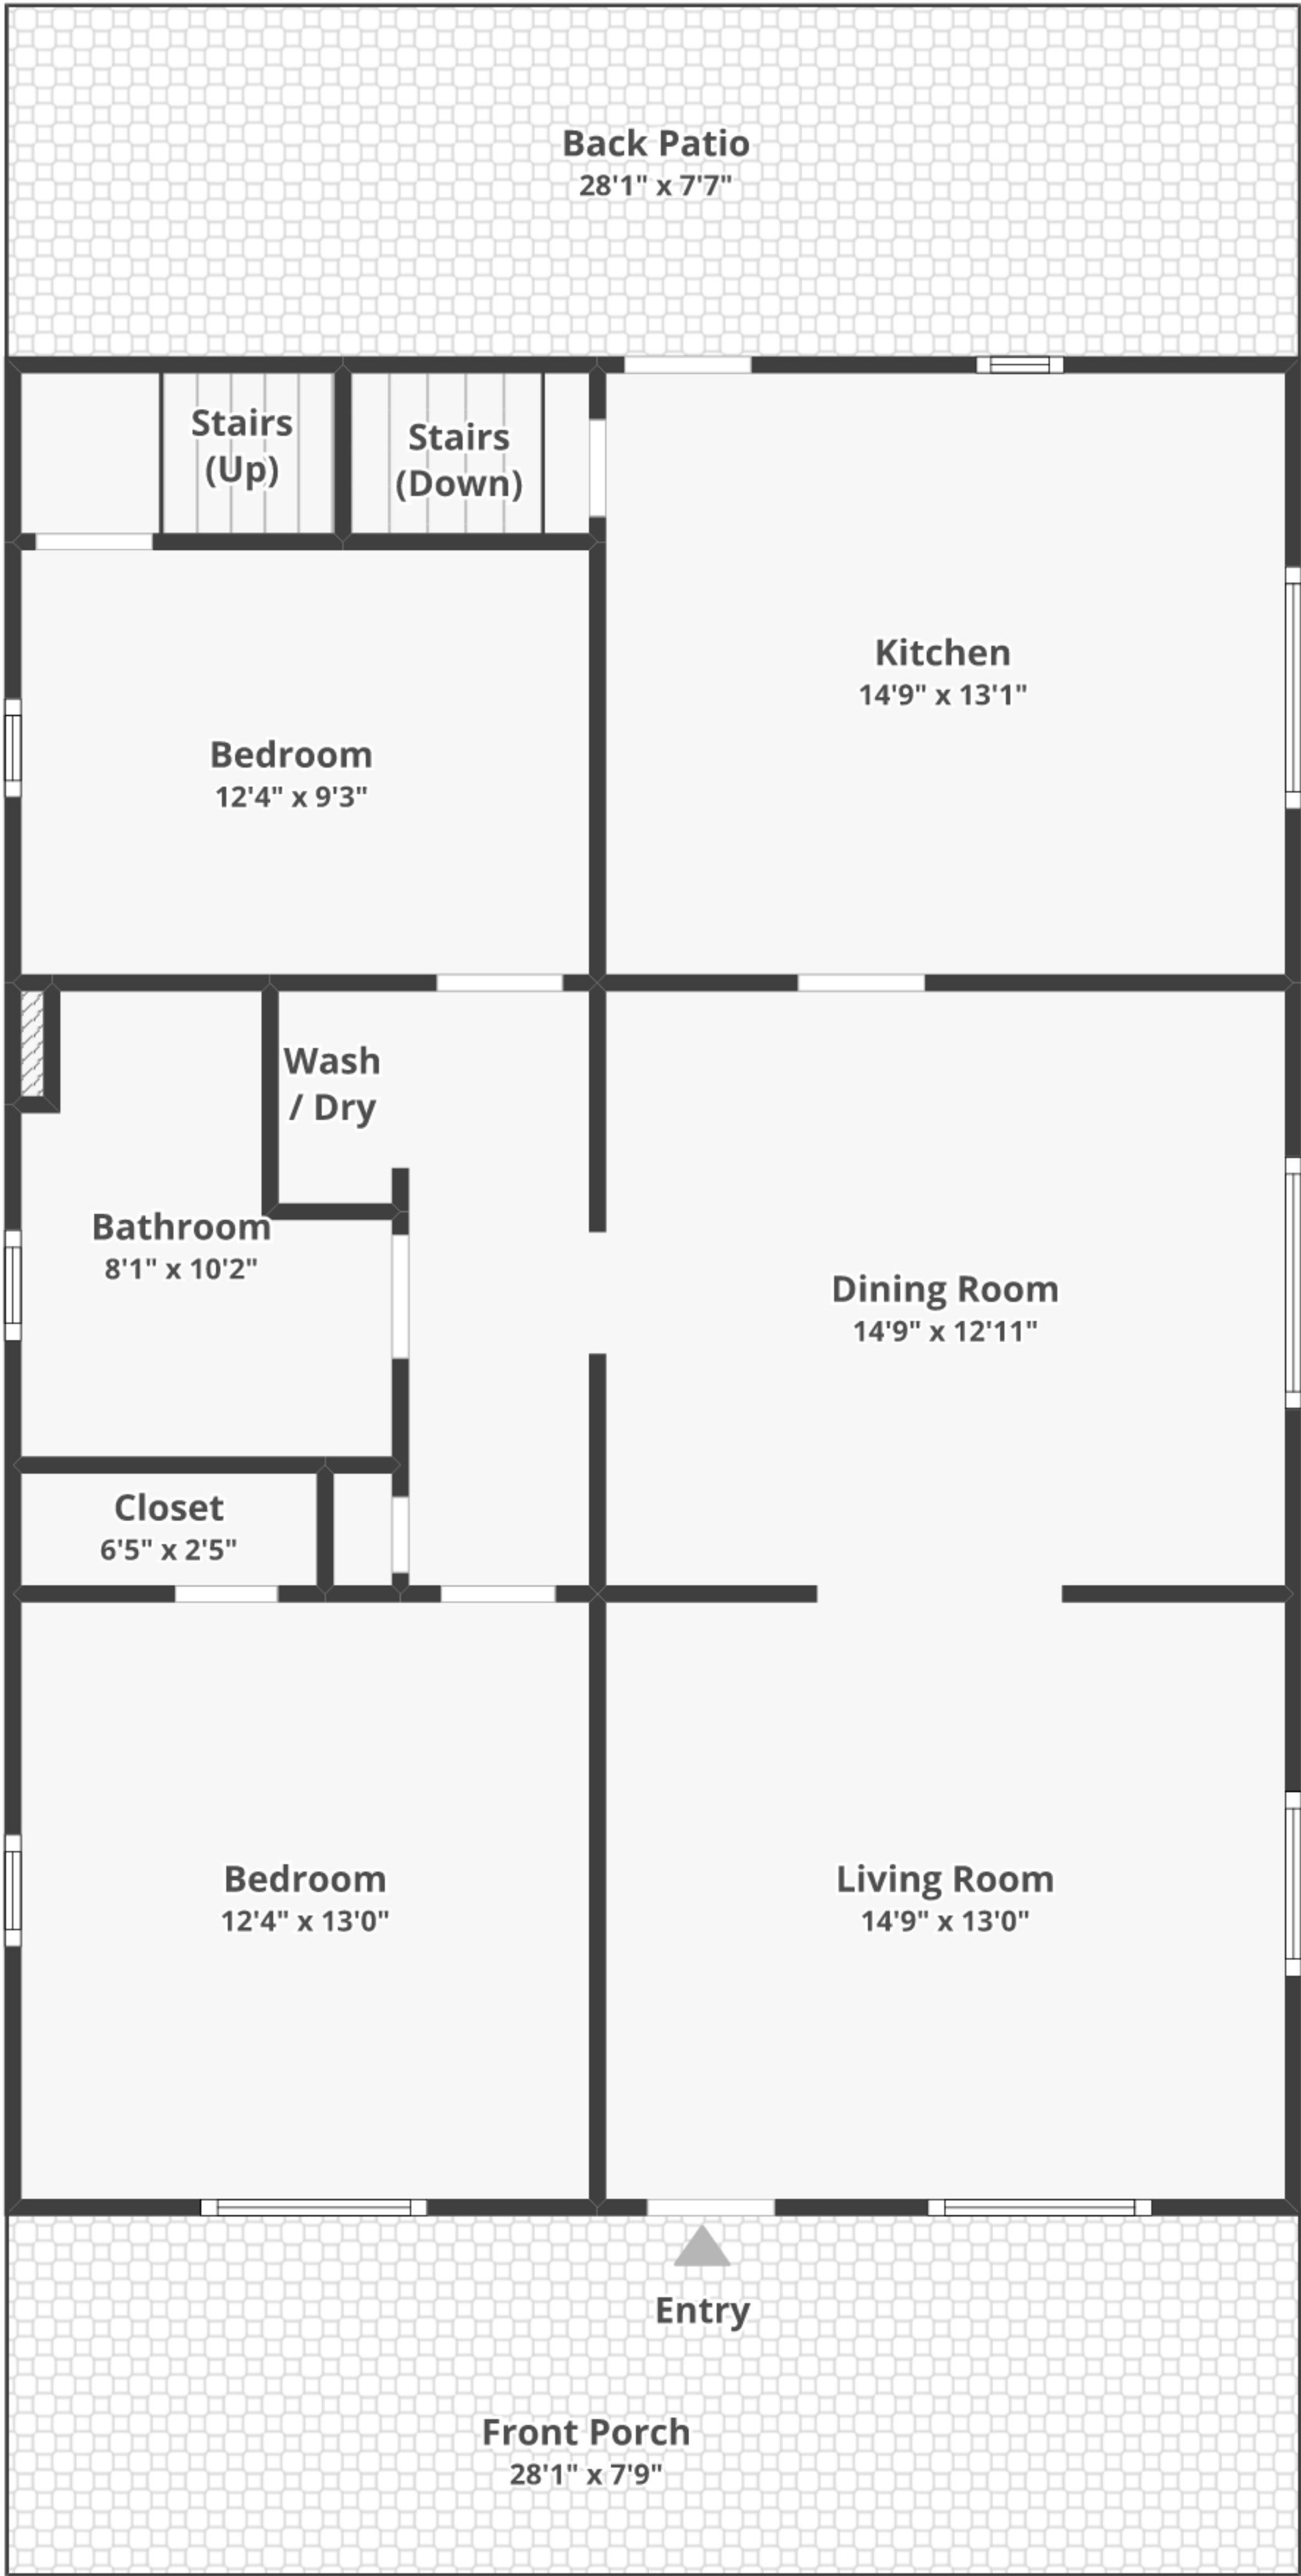 Back Patio
28'1" x 7'7"
Stairs
(Up)
Stairs
(Down)
Kitchen
14'9" x 13'1"
Bedroom
12'4" x 9'3"
Wash
/ Dry
Bathroom
8'1" x 10'2"
Dining Room
14'9" x 12'11"
Closet
6'5" x 2'5"
Bedroom
12'4" x 13'0"
Living Room
14'9" x 13'0"
Entry
Front Porch
28'1" x 7'9"